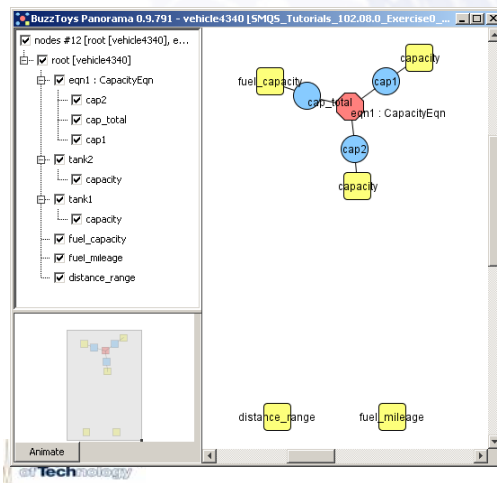 BuzzToys Panorama 0.9.791 - vehicle4340 [SMQS_Tutorials_102.08.0_Exercise0_...
nodes #12 [root [vehicle4340], e...
root [vehicle4340]
eqn1 : CapacityEqn
cap2
cap_total
cap1
tank2
capacity
tank1
capacity
fuel_capacity
fuel_mileage
distance_range
capacity
fuel_capacity
cap1
cap_total
eqn1 : CapacityEqn
cap2
capacity
distance_range
fuel_mileage
Animate
of Technology